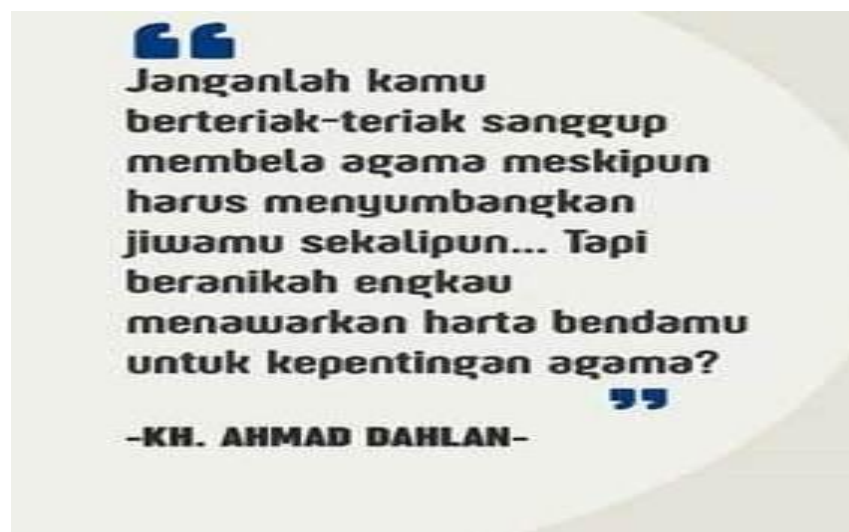 “
Janganlah kamu
berteriak-teriak sanggup
membela agama meskipun
harus menyumbangkan
jiwamu sekalipun... Tapi
beranikah engkau
menawarkan harta bendamu
untuk kepentingan agama?
”
-KH. AHMAD DAHLAN-